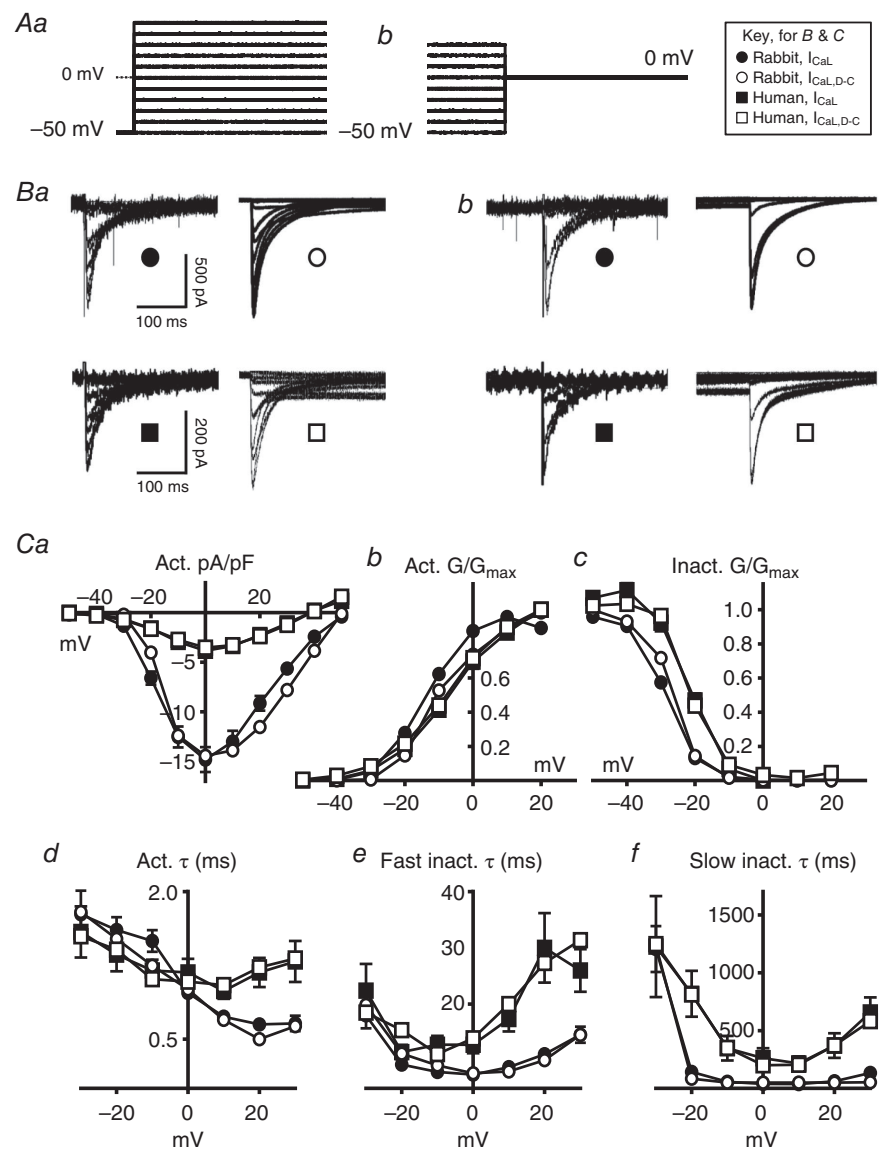 Aa
b
0 mV
−50 mV
−50 mV
0 mV
Key, for B & C
Rabbit, ICaL
Rabbit, ICaL,D-C
Human, ICaL
Human, ICaL,D-C
Ba
b
500 pA
100 ms
200 pA
100 ms
Ca
Act. pA/pF
−40 −20 20
mV
−5
−10
−15
b
Act. G/Gmax
0.6
0.4
0.2
mV
−40 −20 0 20
c
Inact. G/Gmax
1.0
0.8
0.6
0.4
0.2
mV
−40 −20 0 20
d
Act. τ (ms)
2.0
0.5
−20 0 20
mV
e
Fast inact. τ (ms)
40
30
20
−20 0 20
mV
f
Slow inact. τ (ms)
1500
1000
500
−20 0 20
mV